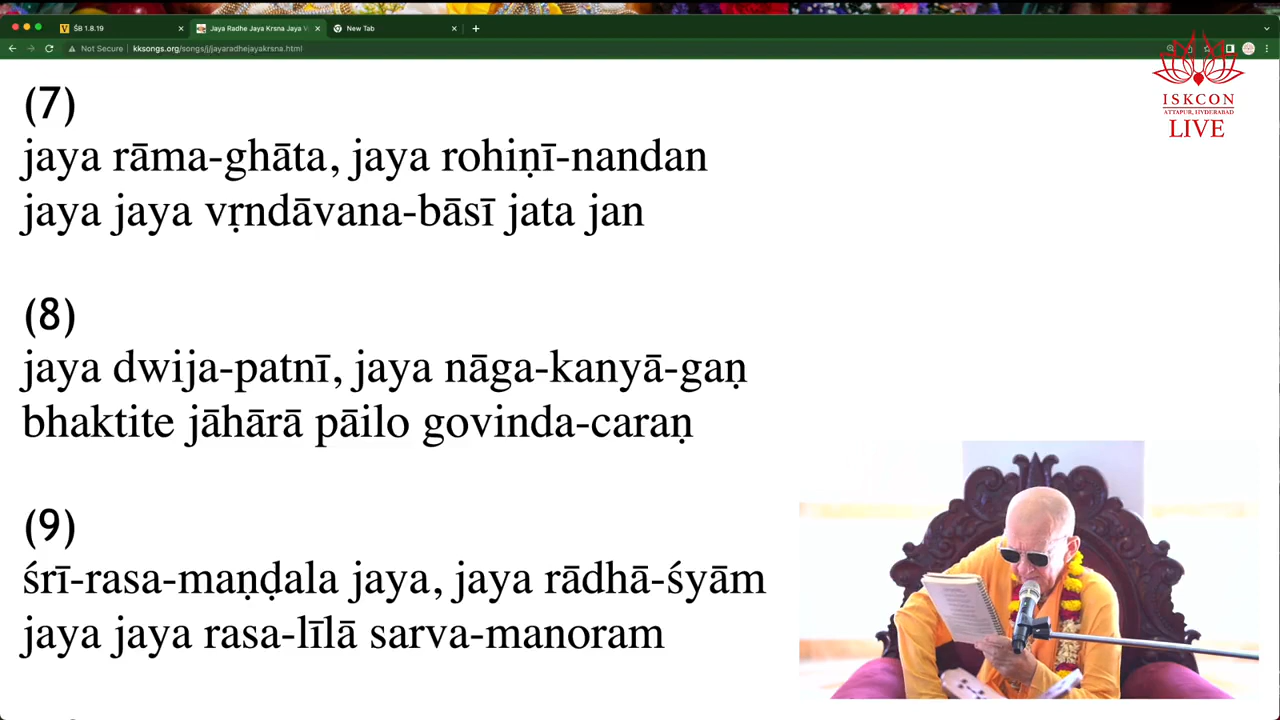 ŚB 1.8.19
Jaya Radhe Jaya Krsna Jaya V
New Tab
Not Secure
kksongs.org/songs/j/jayaradhejayakrsna.html
ISKCON
ATTAPUR, HYDERABAD
LIVE
(7)
jaya rāma-ghāta, jaya rohiṇī-nandan
jaya jaya vṛndāvana-bāsī jata jan
(8)
jaya dwija-patnī, jaya nāga-kanyā-gaṇ
bhaktite jāhārā pāilo govinda-caraṇ
(9)
śrī-rasa-maṇḍala jaya, jaya rādhā-śyām
jaya jaya rasa-līlā sarva-manoram